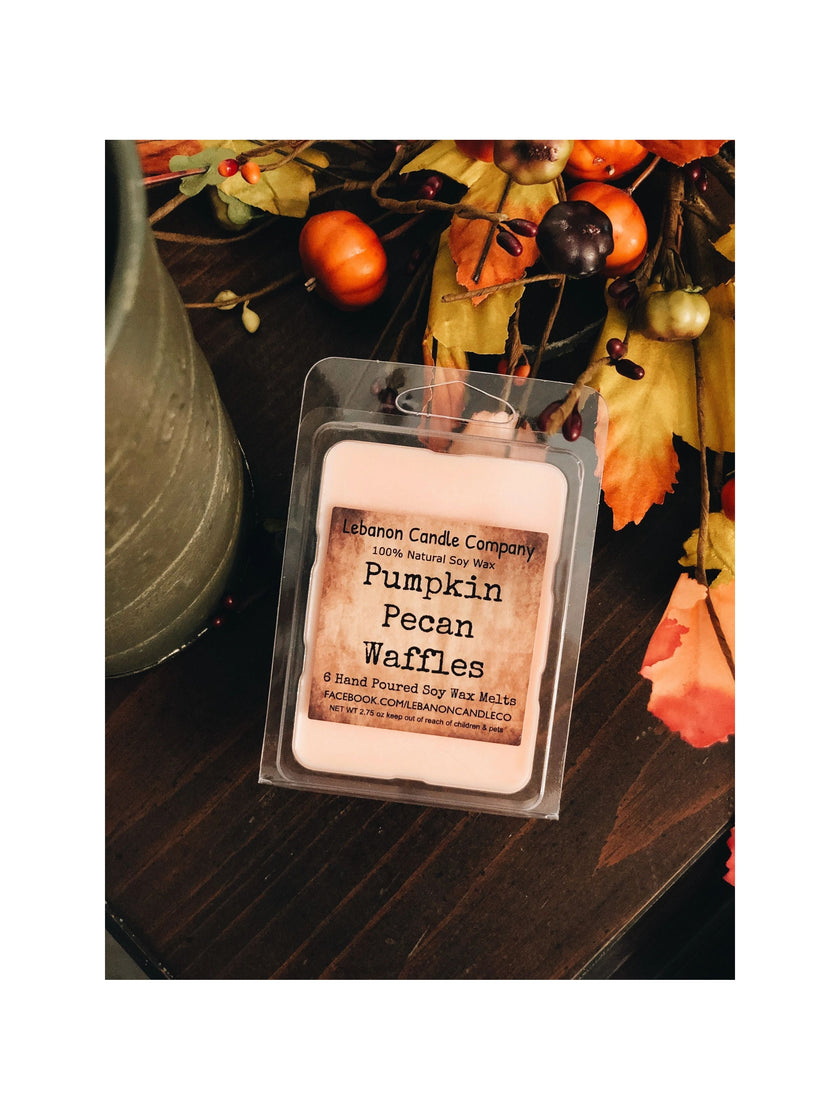 Lebanon Candle Company
100% Natural Soy Wax
Pumpkin
Pecan
Waffles
6 Hand Poured Soy Wax Melts
FACEBOOK.COM/LEBANONCANDLECO
NET WT 2.75 oz keep out of reach of children & pets